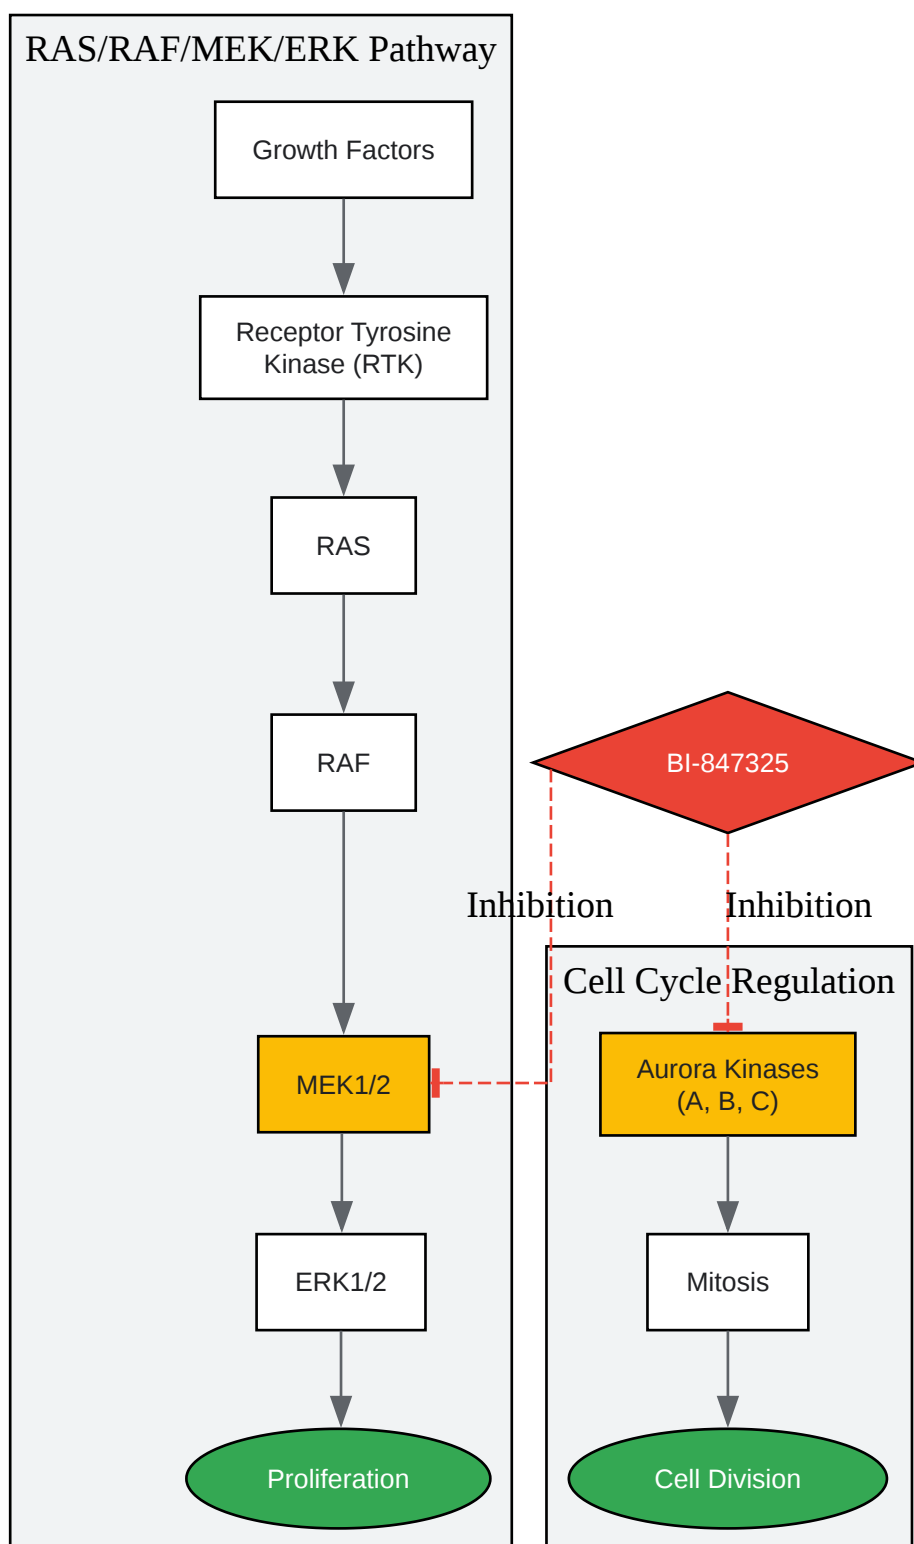 RAS/RAF/MEK/ERK Pathway
Growth Factors
Receptor Tyrosine
Kinase (RTK)
RAS
RAF
BI-847325
Inhibition
Inhibition
Cell Cycle Regulation
MEK1/2
Aurora Kinases
(A, B, C)
ERK1/2
Mitosis
Proliferation
Cell Division